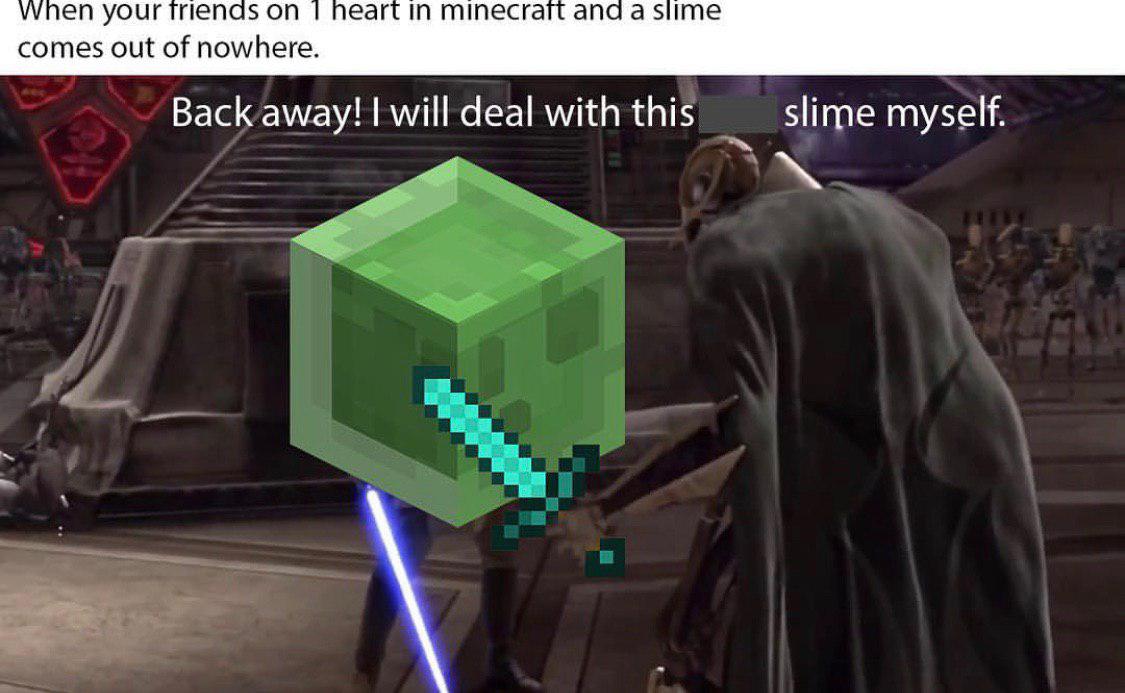 When your friends on 1 heart in minecraft and a slime
comes out of nowhere.
Back away! I will deal with this slime myself.